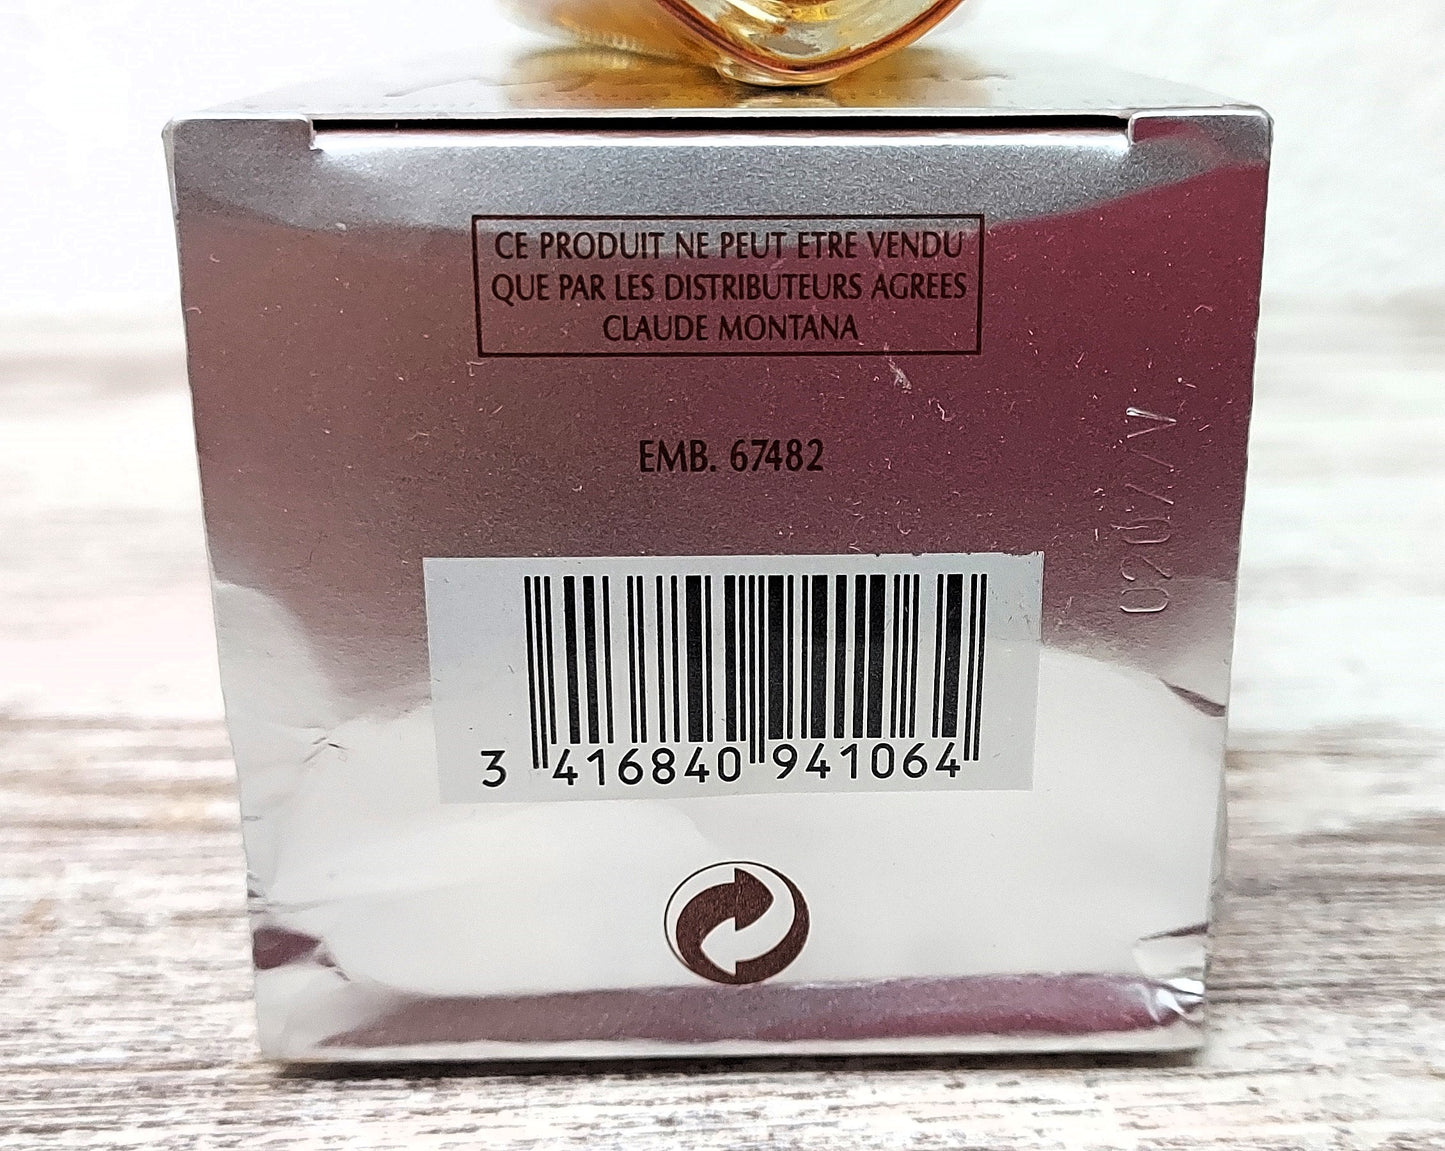 CE PRODUIT NE PEUT ETRE VENDU
QUE PAR LES DISTRIBUTEURS AGREES
CLAUDE MONTANA
EMB. 67482
3 416840 941064